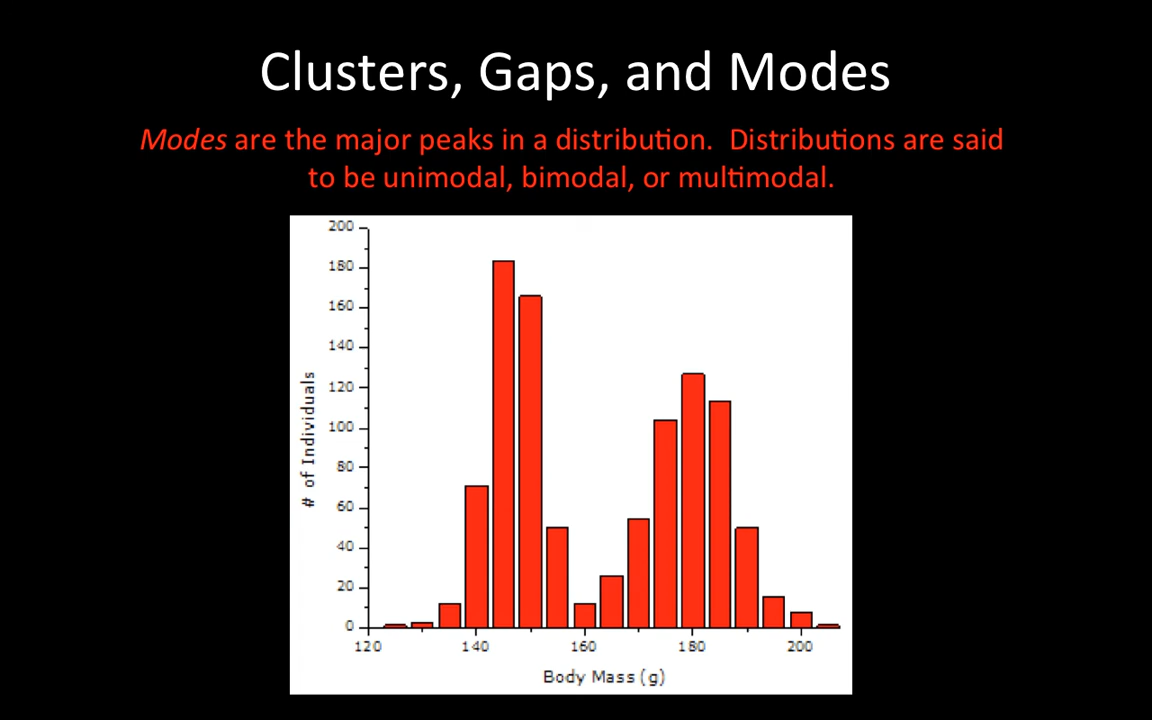 Clusters, Gaps, and Modes
Modes are the major peaks in a distribution.  Distributions are said
to be unimodal, bimodal, or multimodal.
200
180
160
140
120
100
80
60
40
20
0
# of Individuals
120 140 160 180 200
Body Mass (g)